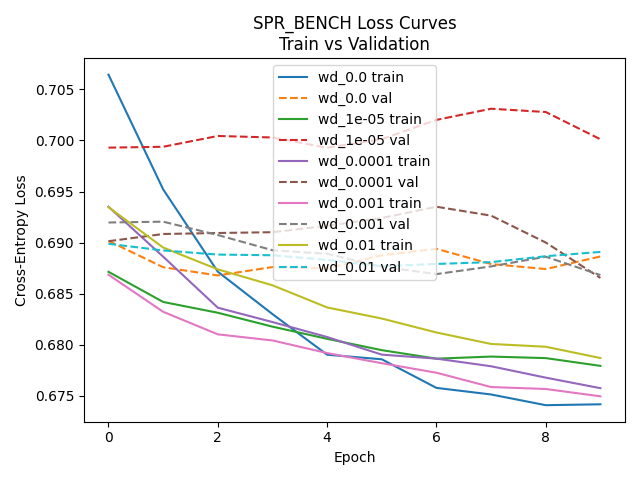 SPR_BENCH Loss Curves
Train vs Validation
Cross-Entropy Loss
0.705
0.700
0.695
0.690
0.685
0.680
0.675
wd_0.0 train
wd_0.0 val
wd_1e-05 train
wd_1e-05 val
wd_0.0001 train
wd_0.0001 val
wd_0.001 train
wd_0.001 val
wd_0.01 train
wd_0.01 val
0 2 4 6 8
Epoch